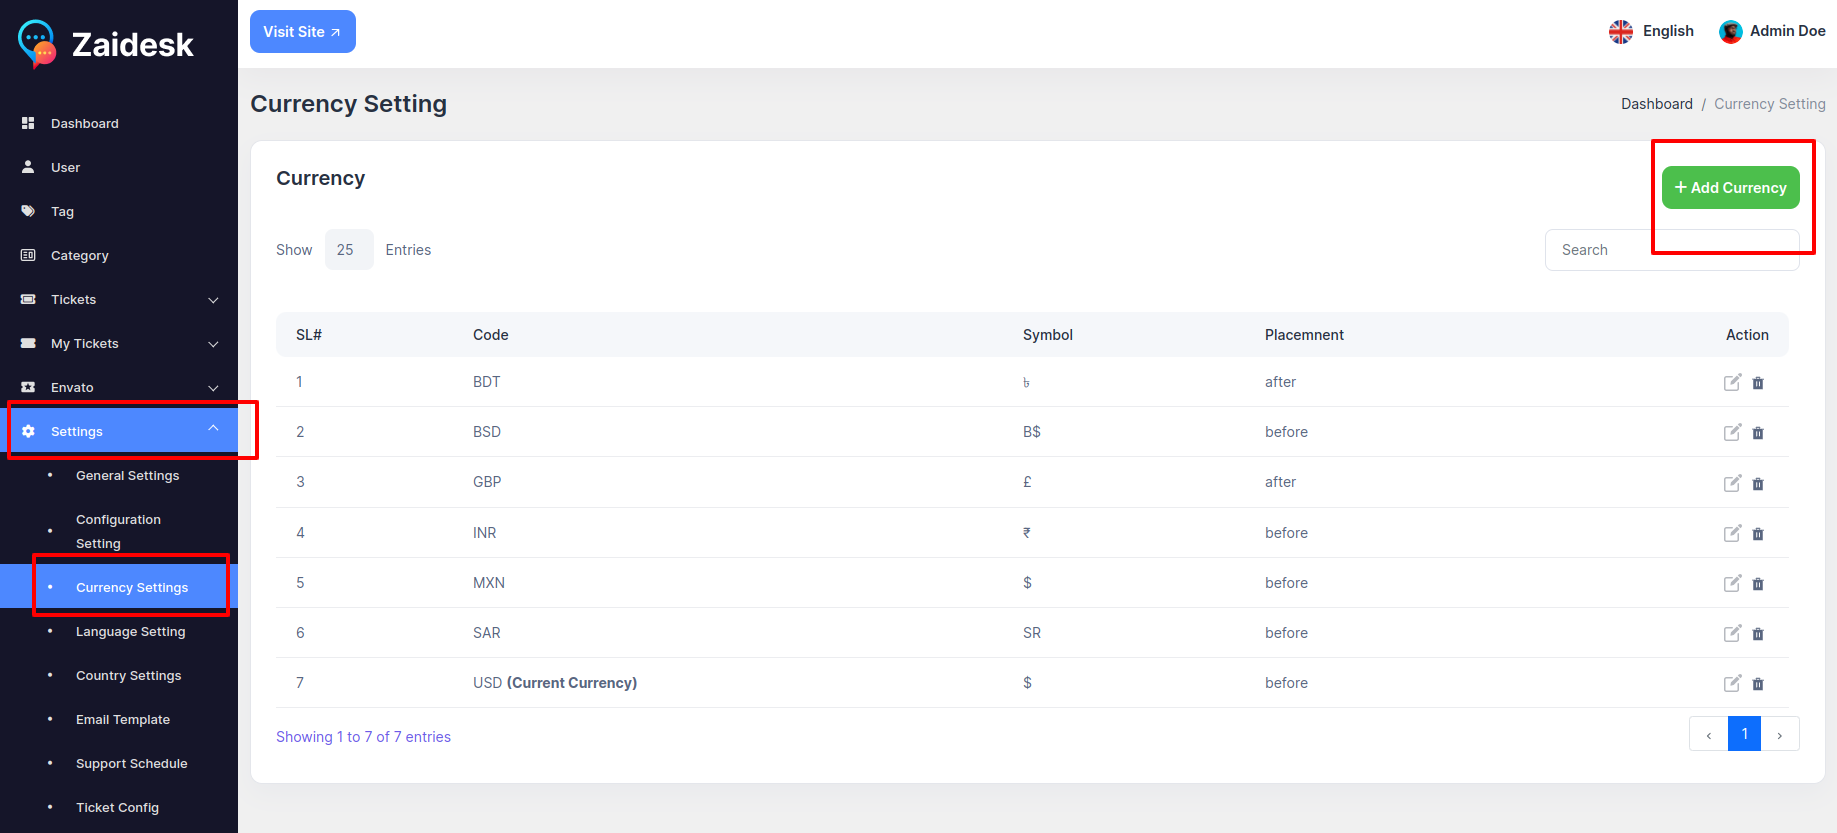 Zaidesk
Visit Site
English
Admin Doe
Dashboard
User
Tag
Category
Tickets
My Tickets
Envato
Settings
General Settings
Configuration
Setting
Currency Settings
Language Setting
Country Settings
Email Template
Support Schedule
Ticket Config
Currency Setting
Dashboard / Currency Setting
Currency
+ Add Currency
Show 25 Entries
Search
SL# Code Symbol Placemnent Action
1 BDT ৳ after
2 BSD B$ before
3 GBP £ after
4 INR ₹ before
5 MXN $ before
6 SAR SR before
7 USD (Current Currency) $ before
Showing 1 to 7 of 7 entries
‹ 1 ›